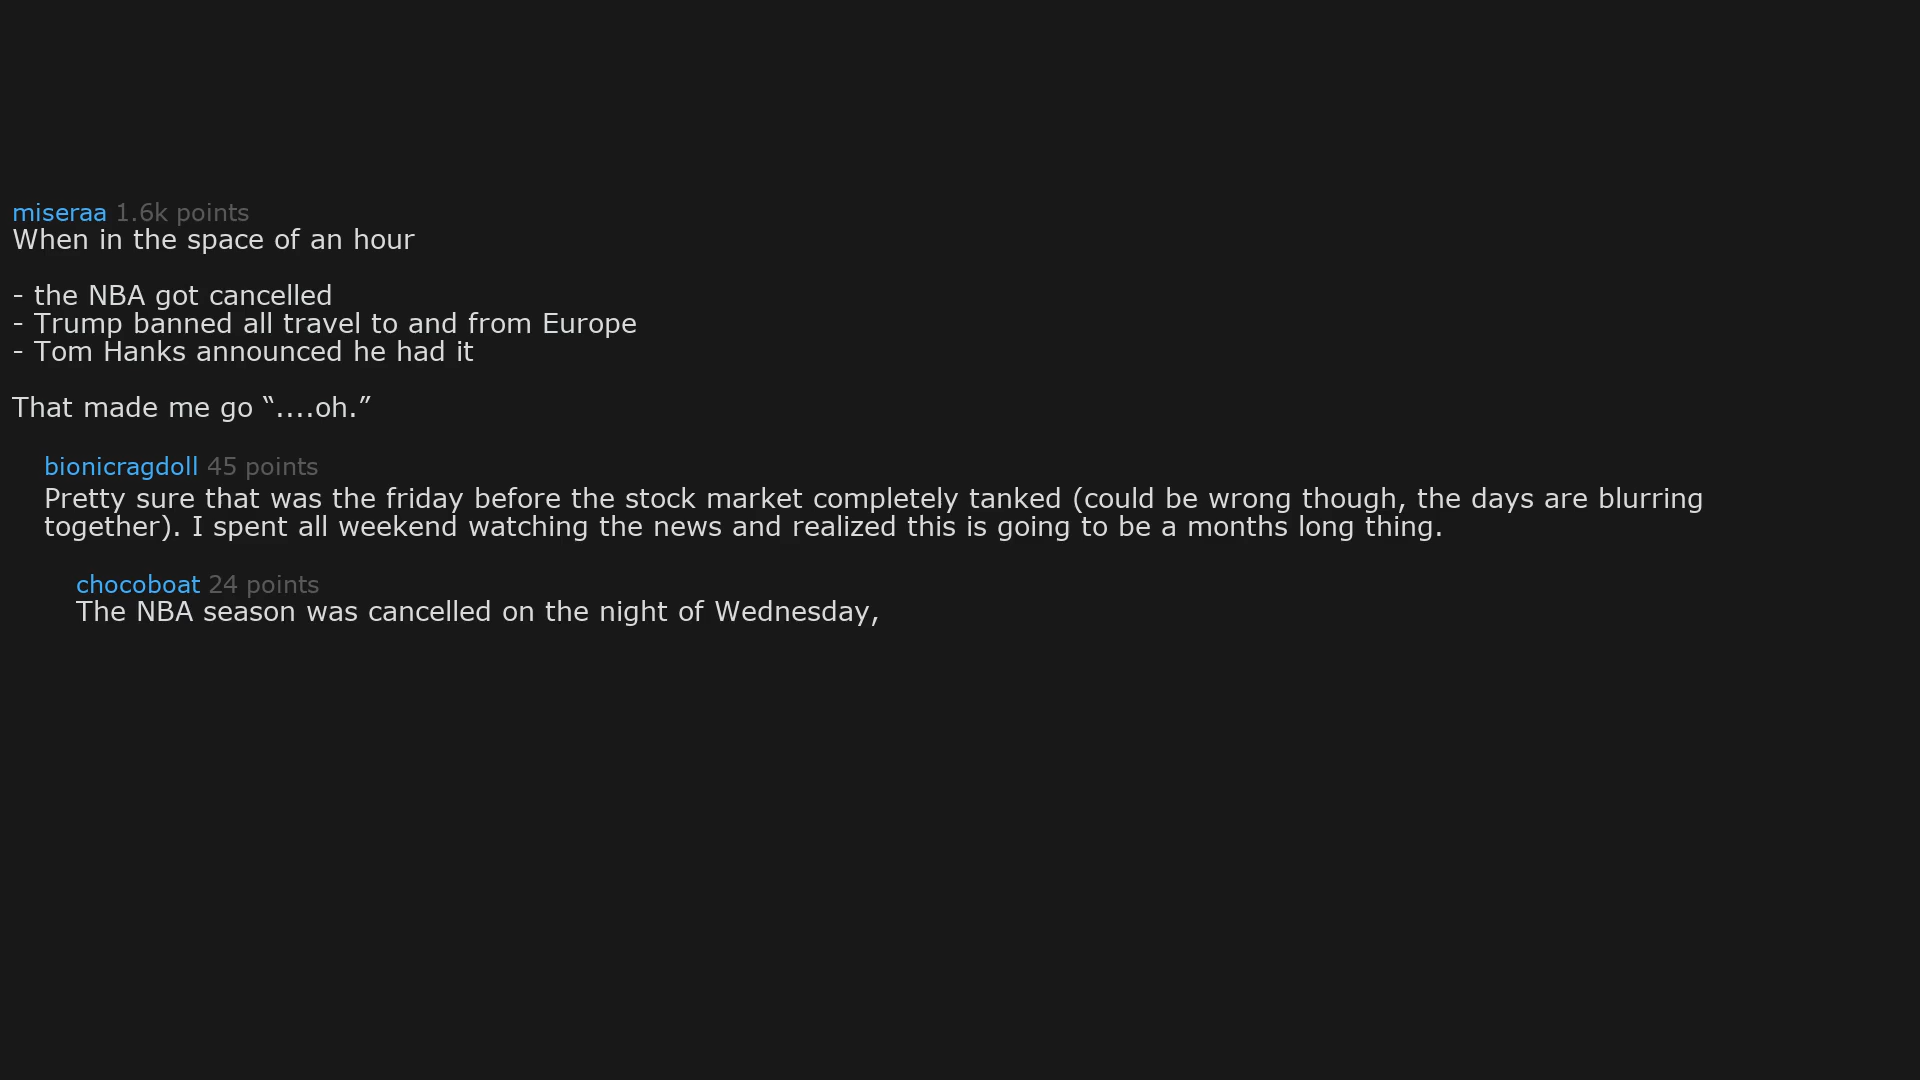 miseraa 1.6k points
When in the space of an hour
- the NBA got cancelled
- Trump banned all travel to and from Europe
- Tom Hanks announced he had it
That made me go “....oh.”
bionicragdoll 45 points
Pretty sure that was the friday before the stock market completely tanked (could be wrong though, the days are blurring
together). I spent all weekend watching the news and realized this is going to be a months long thing.
chocoboat 24 points
The NBA season was cancelled on the night of Wednesday,